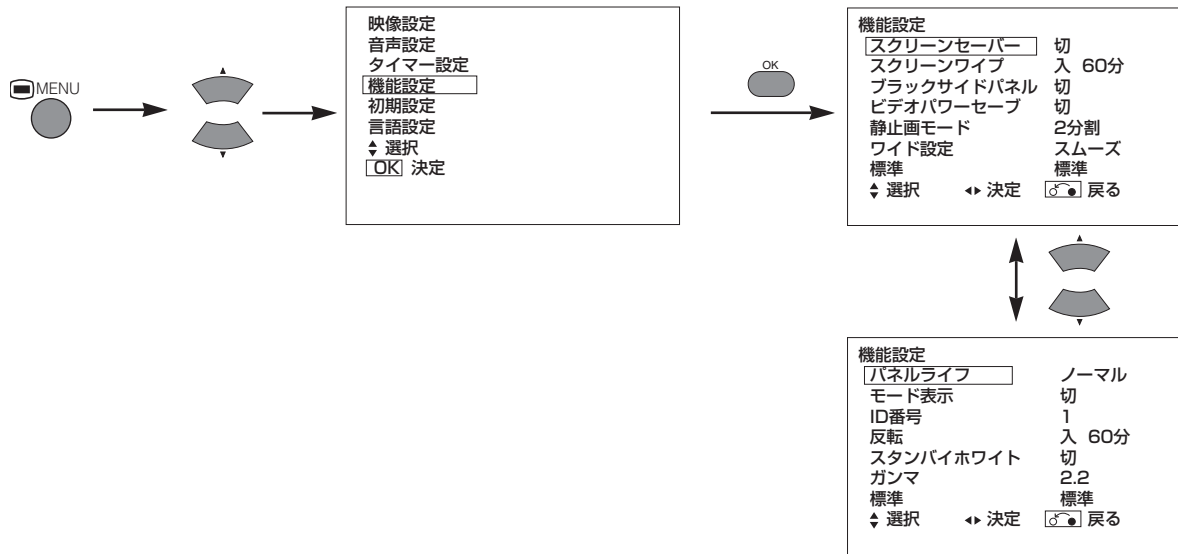 MENU
映像設定
音声設定
タイマー設定
機能設定
初期設定
言語設定
選択
OK 決定
OK
機能設定
スクリーンセーバー 切
スクリーンワイプ 入 60分
ブラックサイドパネル 切
ビデオパワーセーブ 切
静止画モード 2分割
ワイド設定 スムーズ
標準 標準
選択 決定 戻る
機能設定
パネルライフ ノーマル
モード表示 切
ID番号 1
反転 入 60分
スタンバイホワイト 切
ガンマ 2.2
標準 標準
選択 決定 戻る